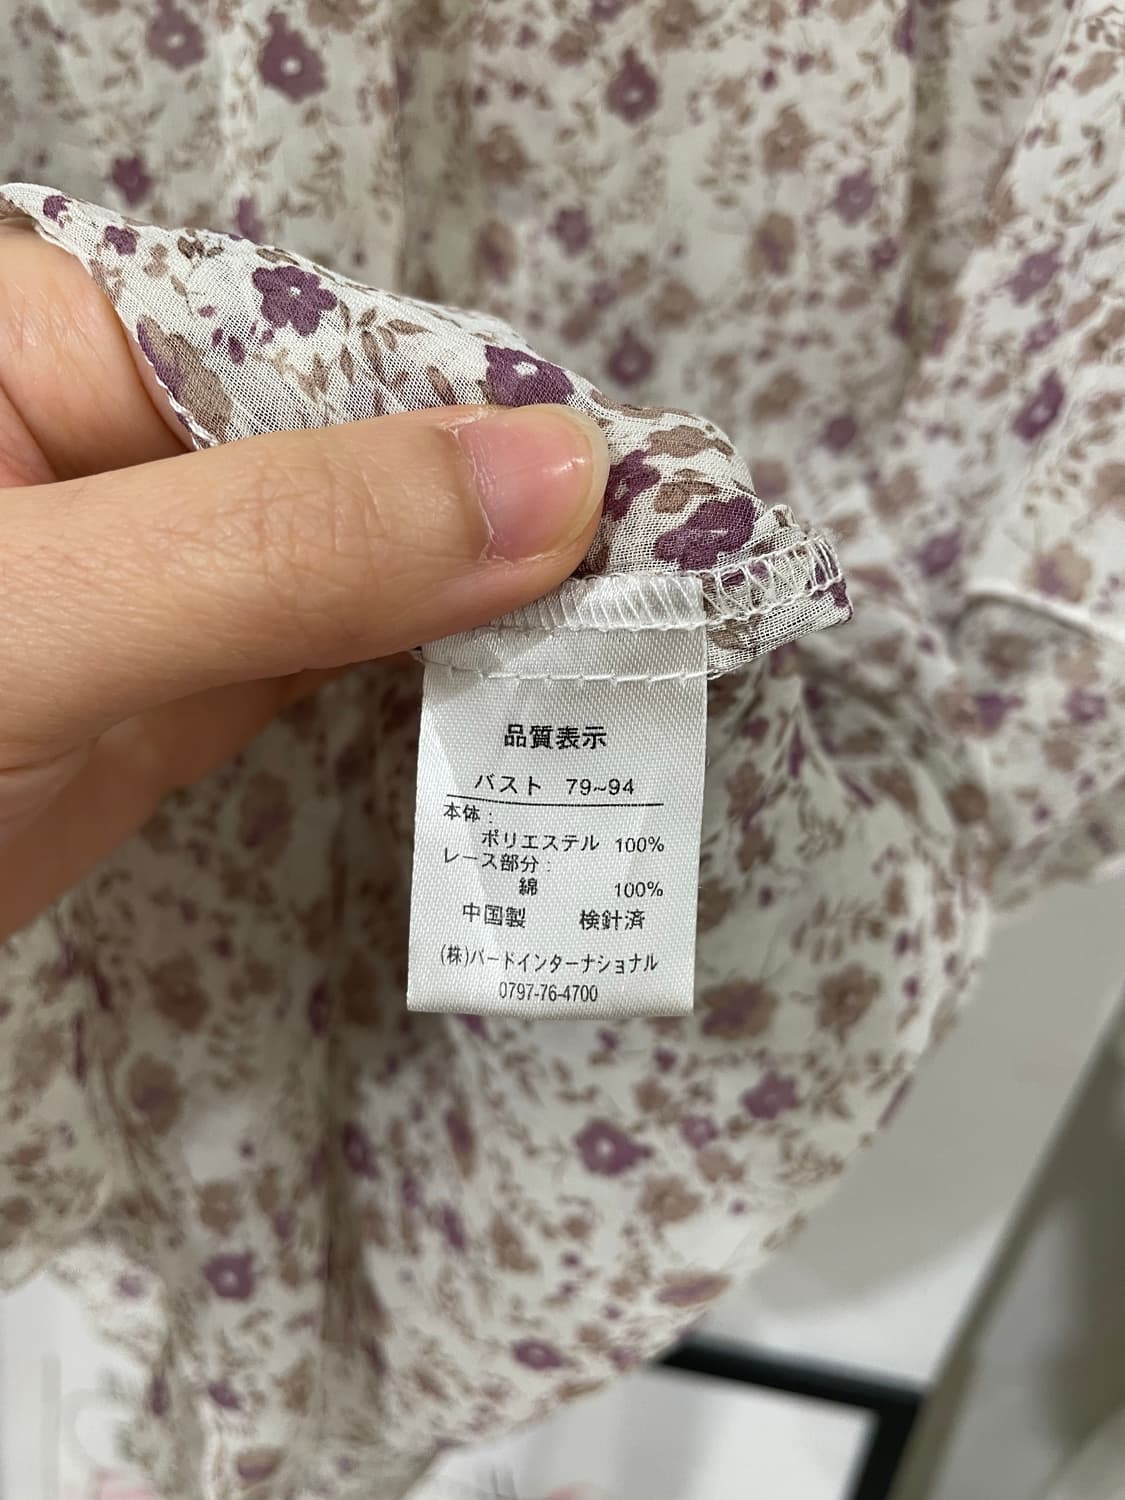 品質表示
バスト 79~94
本体:
ポリエステル 100%
レース部分:
綿 100%
中国製 検針済
(株)バードインターナショナル
0797-76-4700